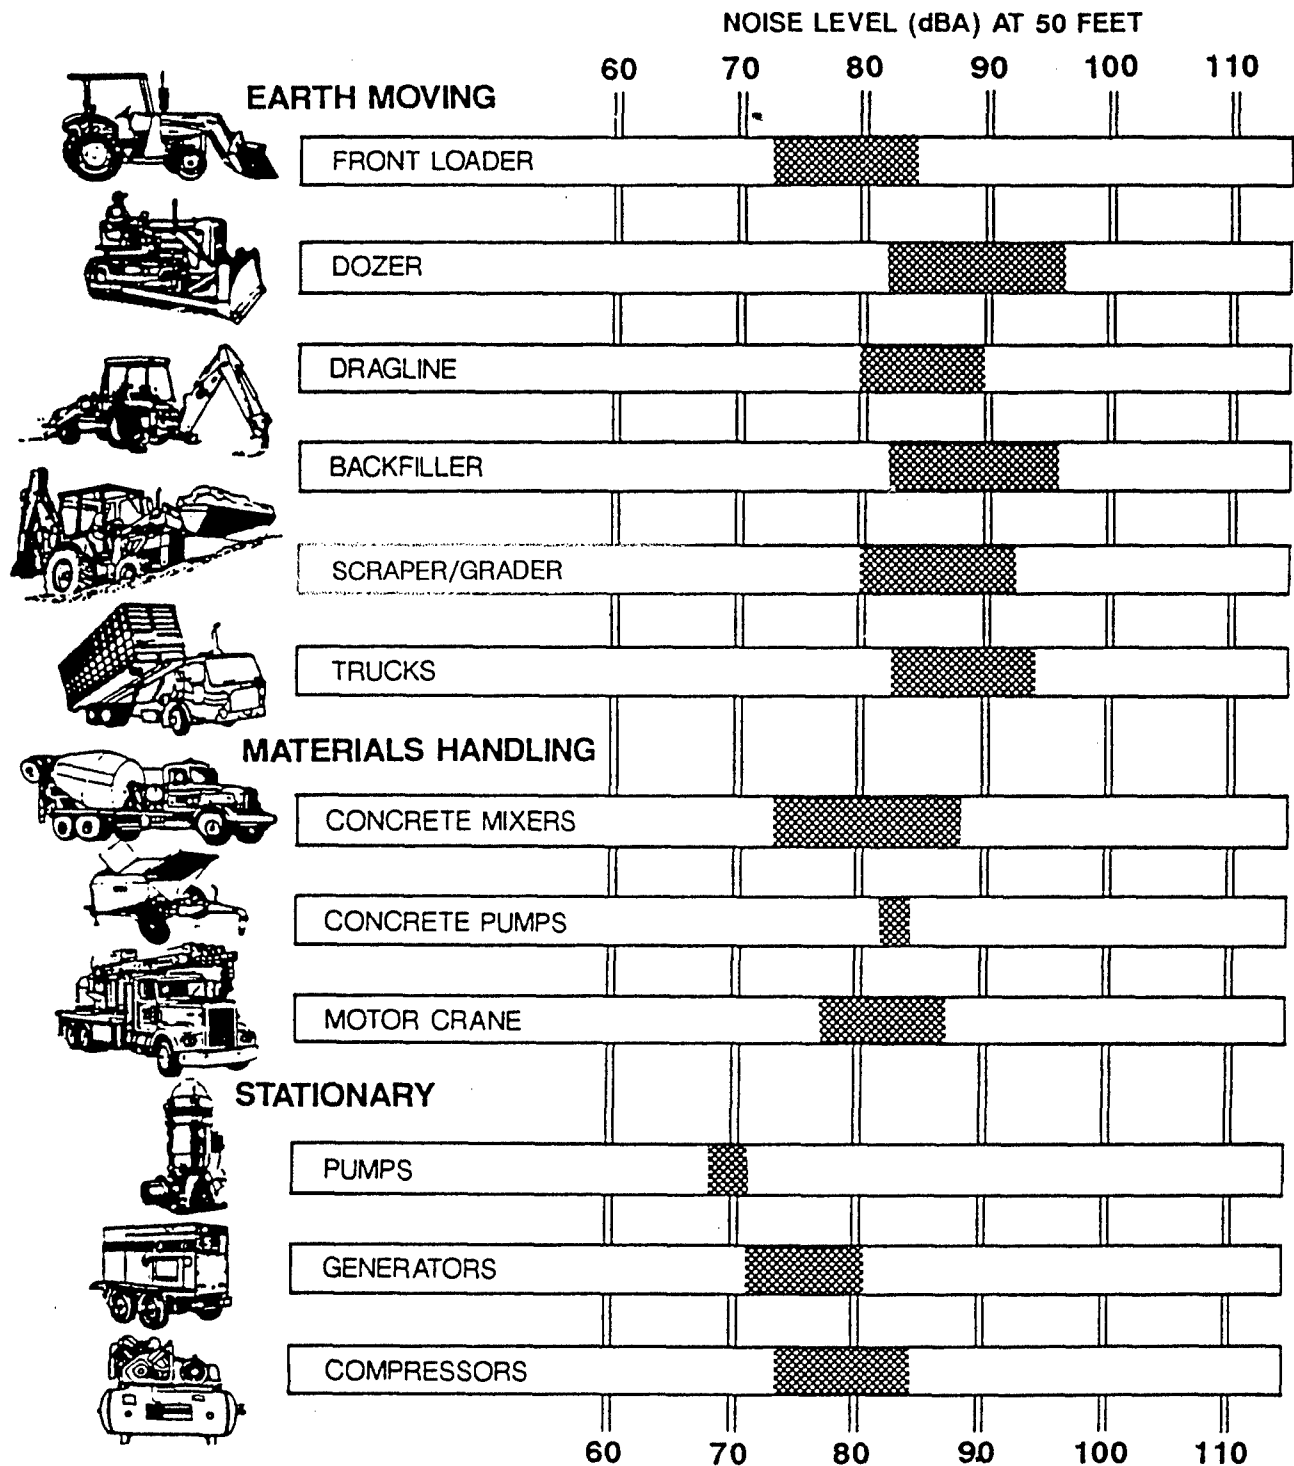 NOISE LEVEL (dBA) AT 50 FEET
60 70 80 90 100 110
EARTH MOVING
FRONT LOADER
DOZER
DRAGLINE
BACKFILLER
SCRAPER/GRADER
TRUCKS
MATERIALS HANDLING
CONCRETE MIXERS
CONCRETE PUMPS
MOTOR CRANE
STATIONARY
PUMPS
GENERATORS
COMPRESSORS
60 70 80 90 100 110